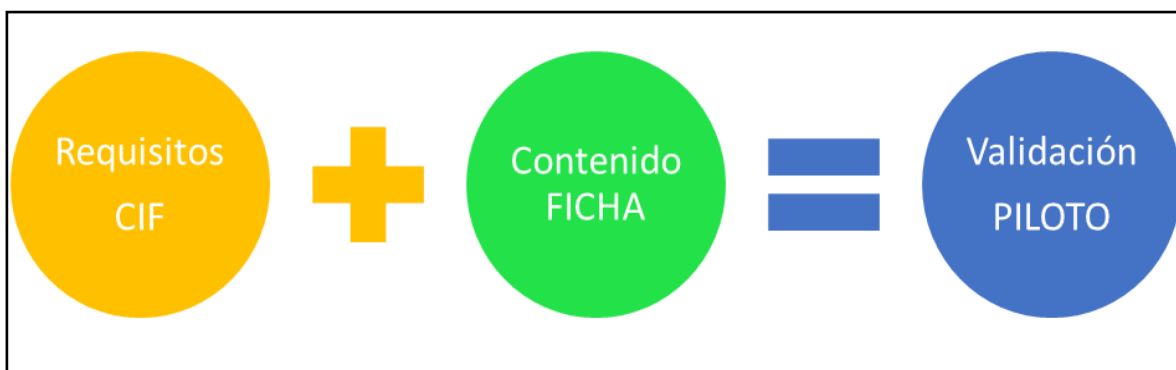 Requisitos
CIF
Contenido
FICHA
Validación
PILOTO